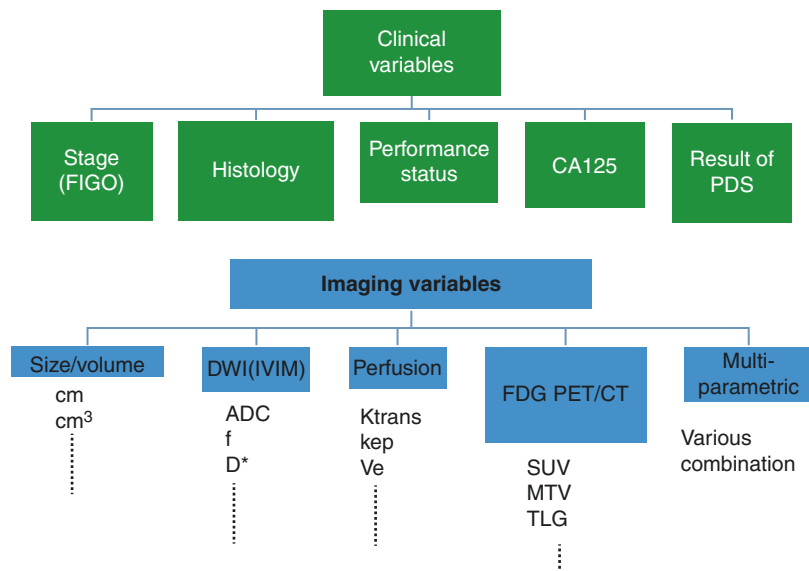 Clinical
variables
Stage
(FIGO)
Histology
Performance
status
CA125
Result of
PDS
Imaging variables
Size/volume
cm
cm³
DWI(IVIM)
ADC
f
D*
Perfusion
Ktrans
kep
Ve
FDG PET/CT
SUV
MTV
TLG
Multi-
parametric
Various
combination